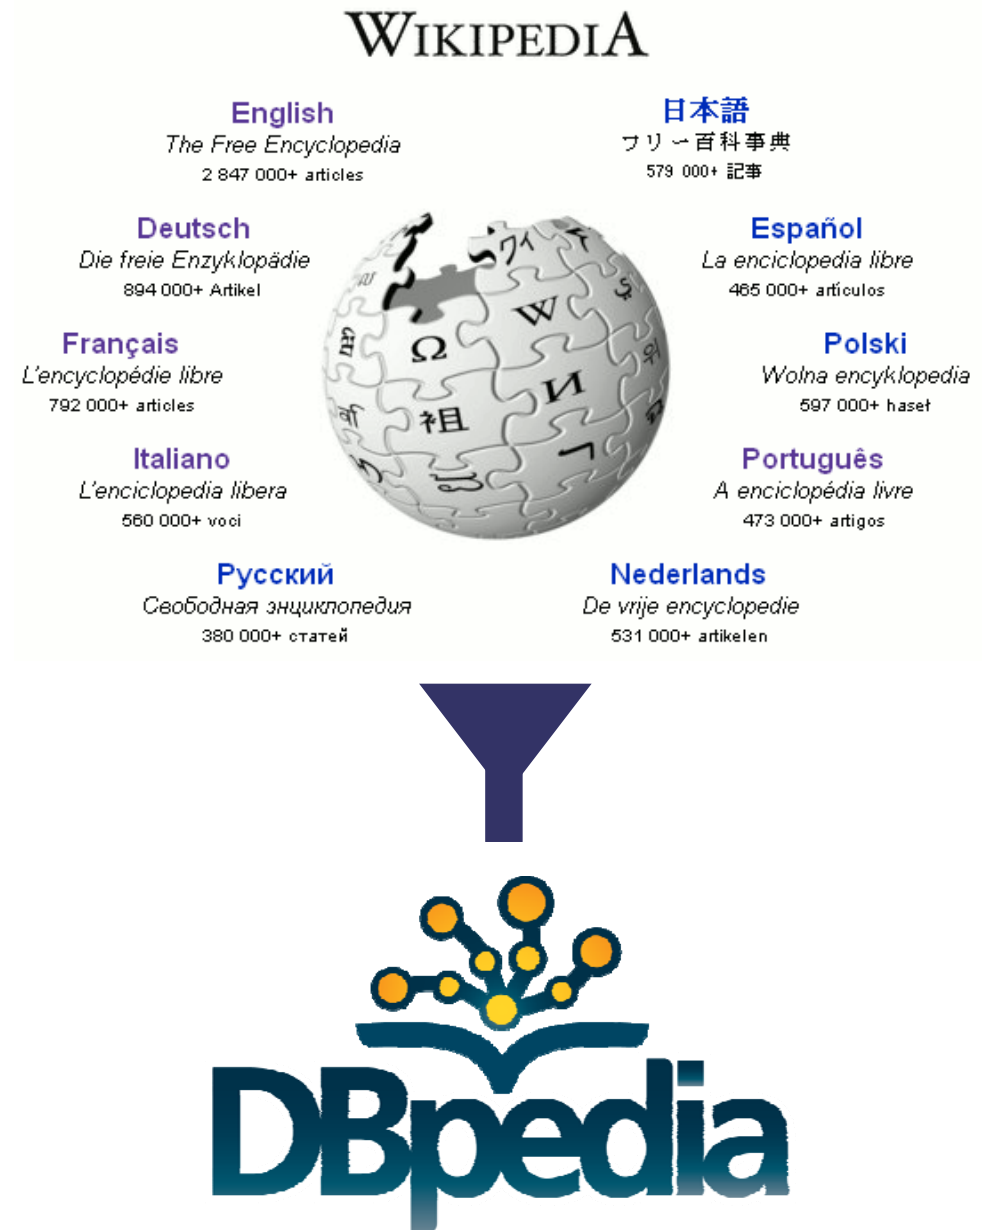 WIKIPEDIA
English
The Free Encyclopedia
2 847 000+ articles
日本語
フリー百科事典
579 000+ 記事
Deutsch
Die freie Enzyklopädie
894 000+ Artikel
Español
La enciclopedia libre
465 000+ artículos
Français
L'encyclopédie libre
792 000+ articles
Polski
Wolna encyklopedia
597 000+ haseł
Italiano
L'enciclopedia libera
560 000+ voci
Português
A enciclopédia livre
473 000+ artigos
Русский
Свободная энциклопедия
380 000+ статей
Nederlands
De vrije encyclopedie
531 000+ artikelen
ワイ
W
Ω
И
祖
DBpedia